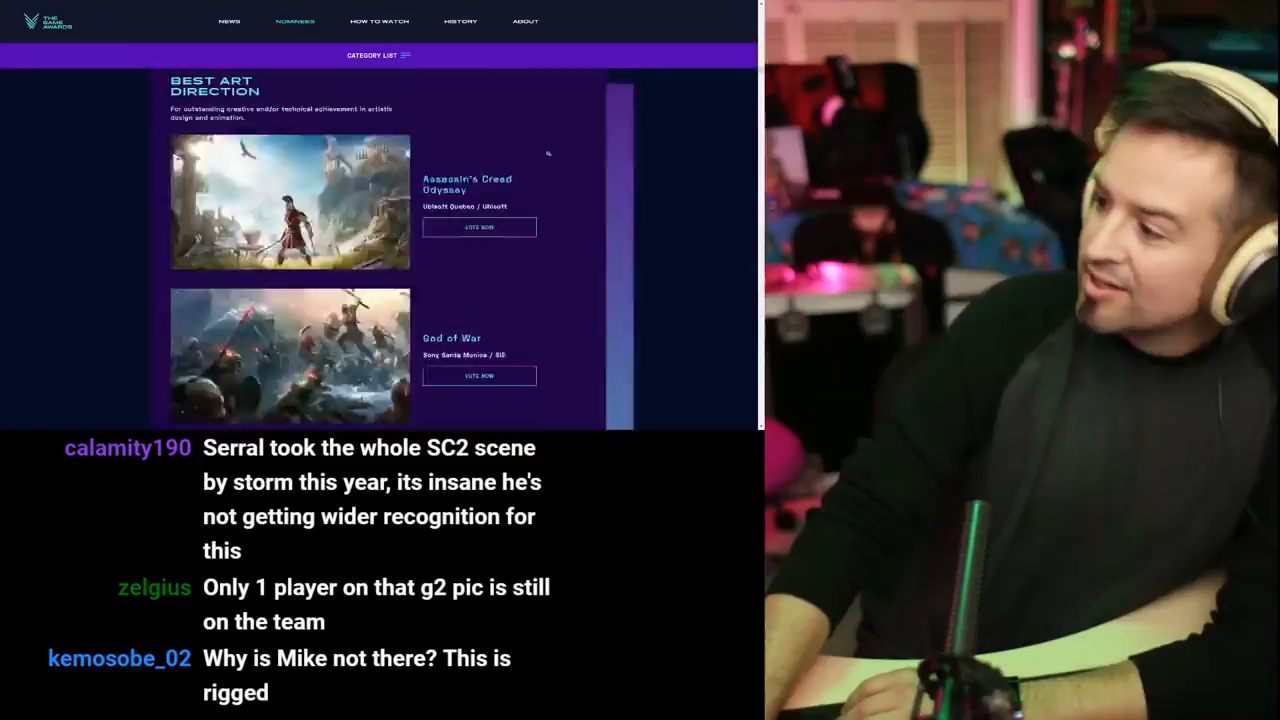 THE
GAME
AWARDS
NEWS
NOMINEES
HOW TO WATCH
HISTORY
ABOUT
CATEGORY LIST
BEST ART
DIRECTION
For outstanding creative and/or technical achievement in artistic
design and animation.
Assassin's Creed
Odyssey
Ubisoft Quebec / Ubisoft
VOTE NOW
God of War
Sony Santa Monica / SIE
VOTE NOW
calamity190 Serral took the whole SC2 scene
by storm this year, its insane he's
not getting wider recognition for
this
zelgius Only 1 player on that g2 pic is still
on the team
kemosobe_02 Why is Mike not there? This is
rigged